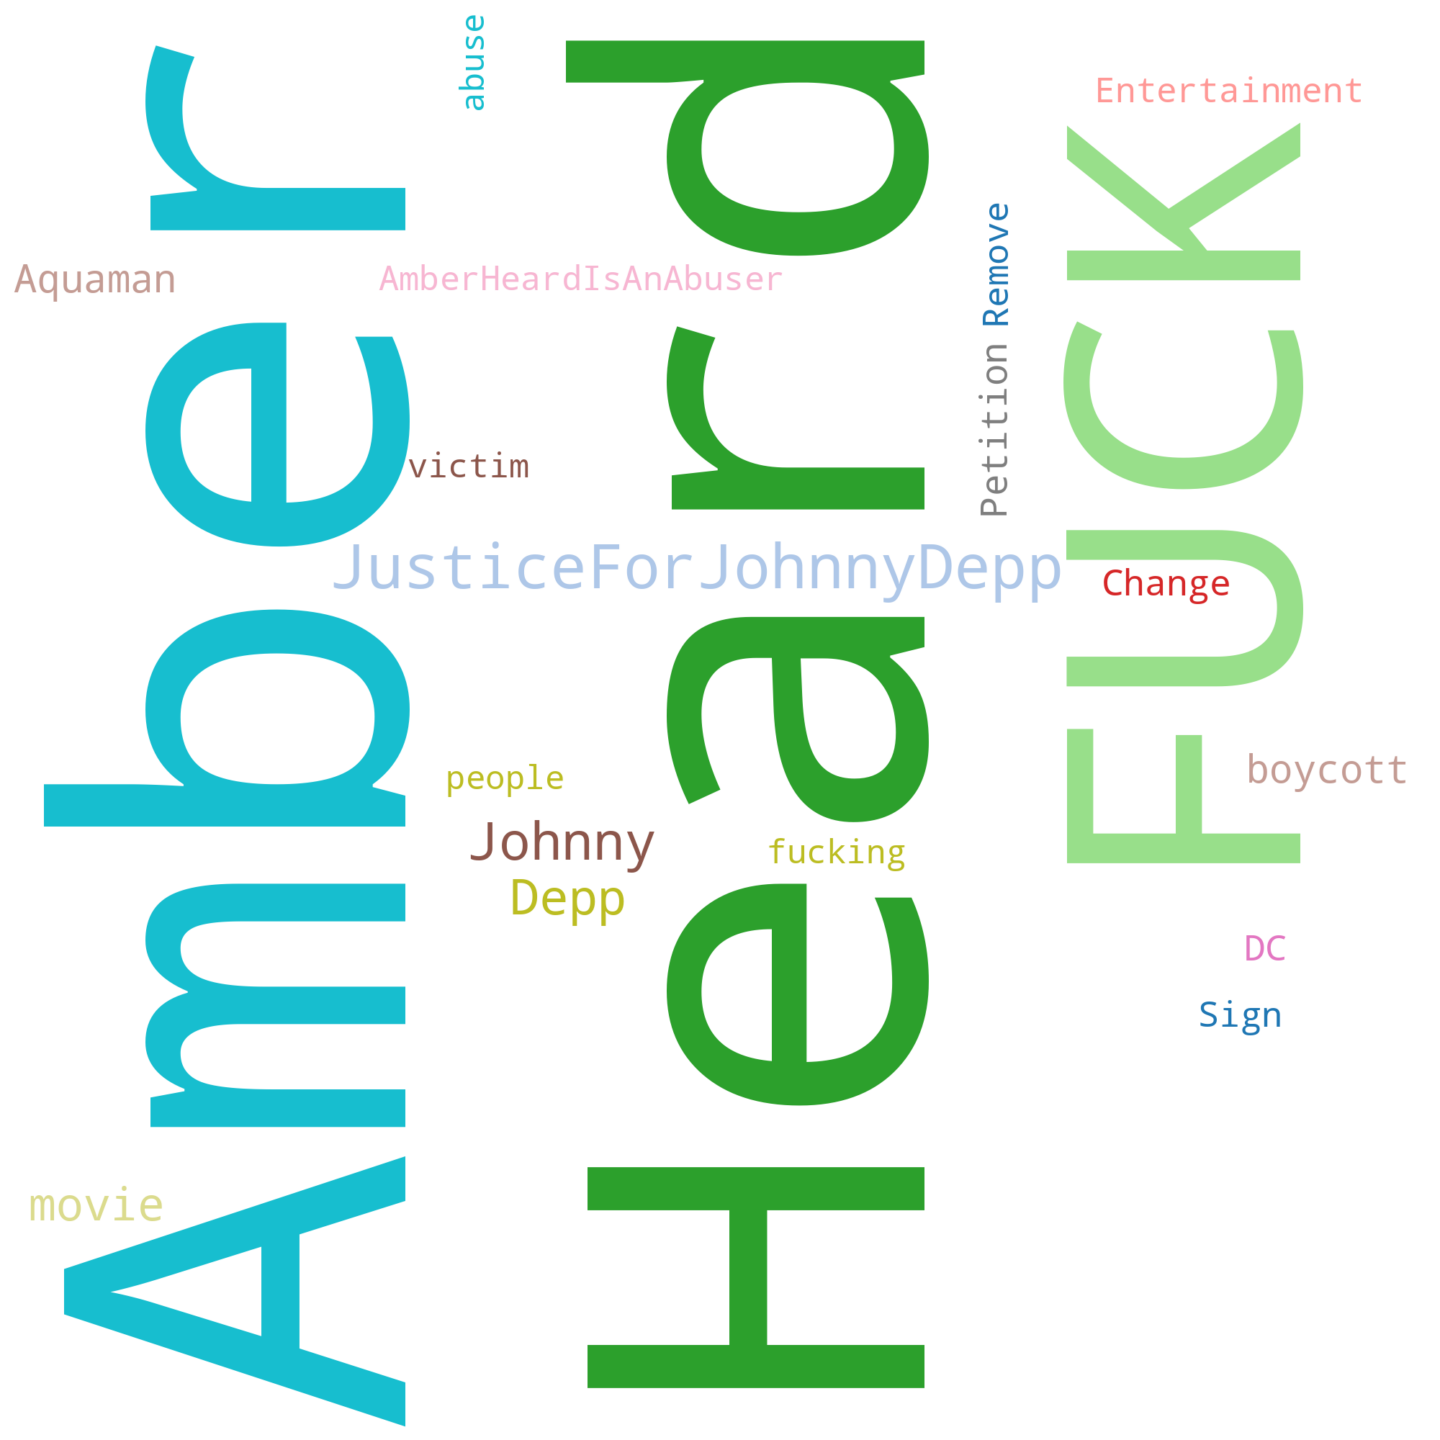 abuse
Entertainment
Aquaman
AmberHeardIsAnAbuser
Remove
Petition
victim
JusticeForJohnnyDepp
Change
Amber
Heard
FUCK
people
boycott
Johnny
fucking
Depp
DC
Sign
movie